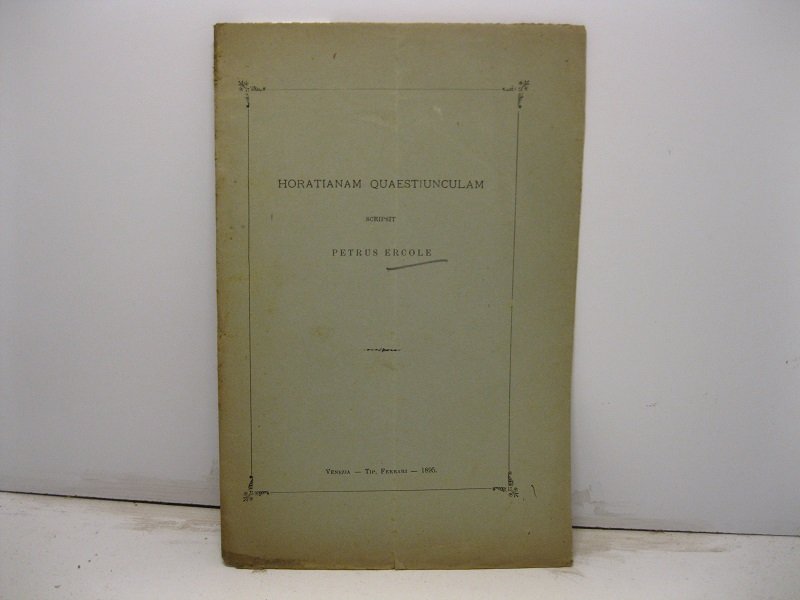 HORATIANAM QUAESTIUNCULAM
SCRIPSIT
PETRUS ERCOLE
VENEZIA — TIP. FERRARI — 1895.